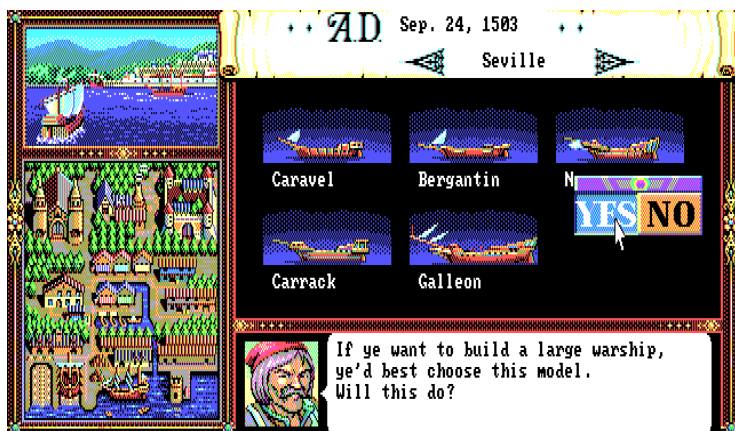 A.D. Sep. 24, 1503
Seville
Caravel
Bergantin
N
YES NO
Carrack
Galleon
If ye want to build a large warship,
ye'd best choose this model.
Will this do?